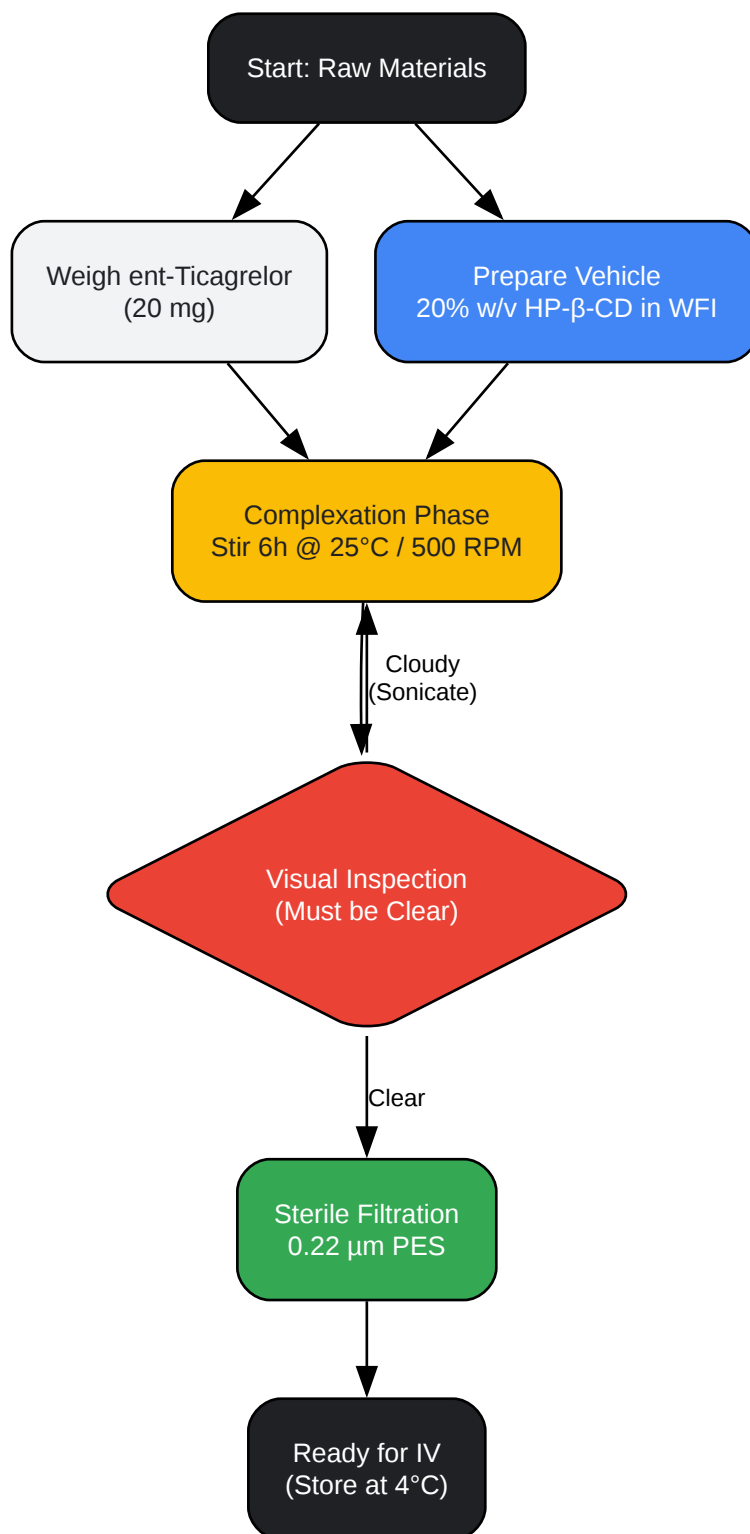 Start: Raw Materials
Weigh ent-Ticagrelor
(20 mg)
Prepare Vehicle
20% w/v HP-β-CD in WFI
Complexation Phase
Stir 6h @ 25°C / 500 RPM
Cloudy
(Sonicate)
Visual Inspection
(Must be Clear)
Clear
Sterile Filtration
0.22 µm PES
Ready for IV
(Store at 4°C)